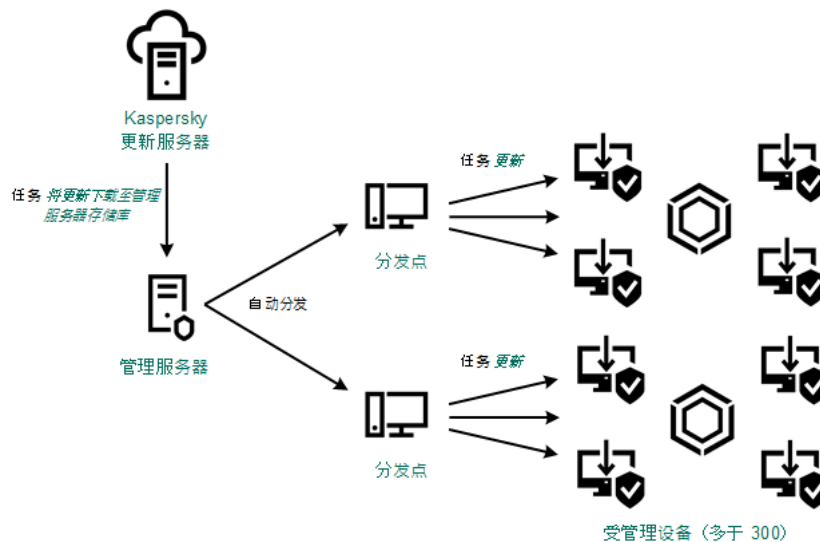 Kaspersky
更新服务器
任务 将更新下载至管理
服务器存储库
任务 更新
分发点
自动分发
管理服务器
任务 更新
分发点
受管理设备（多于 300）